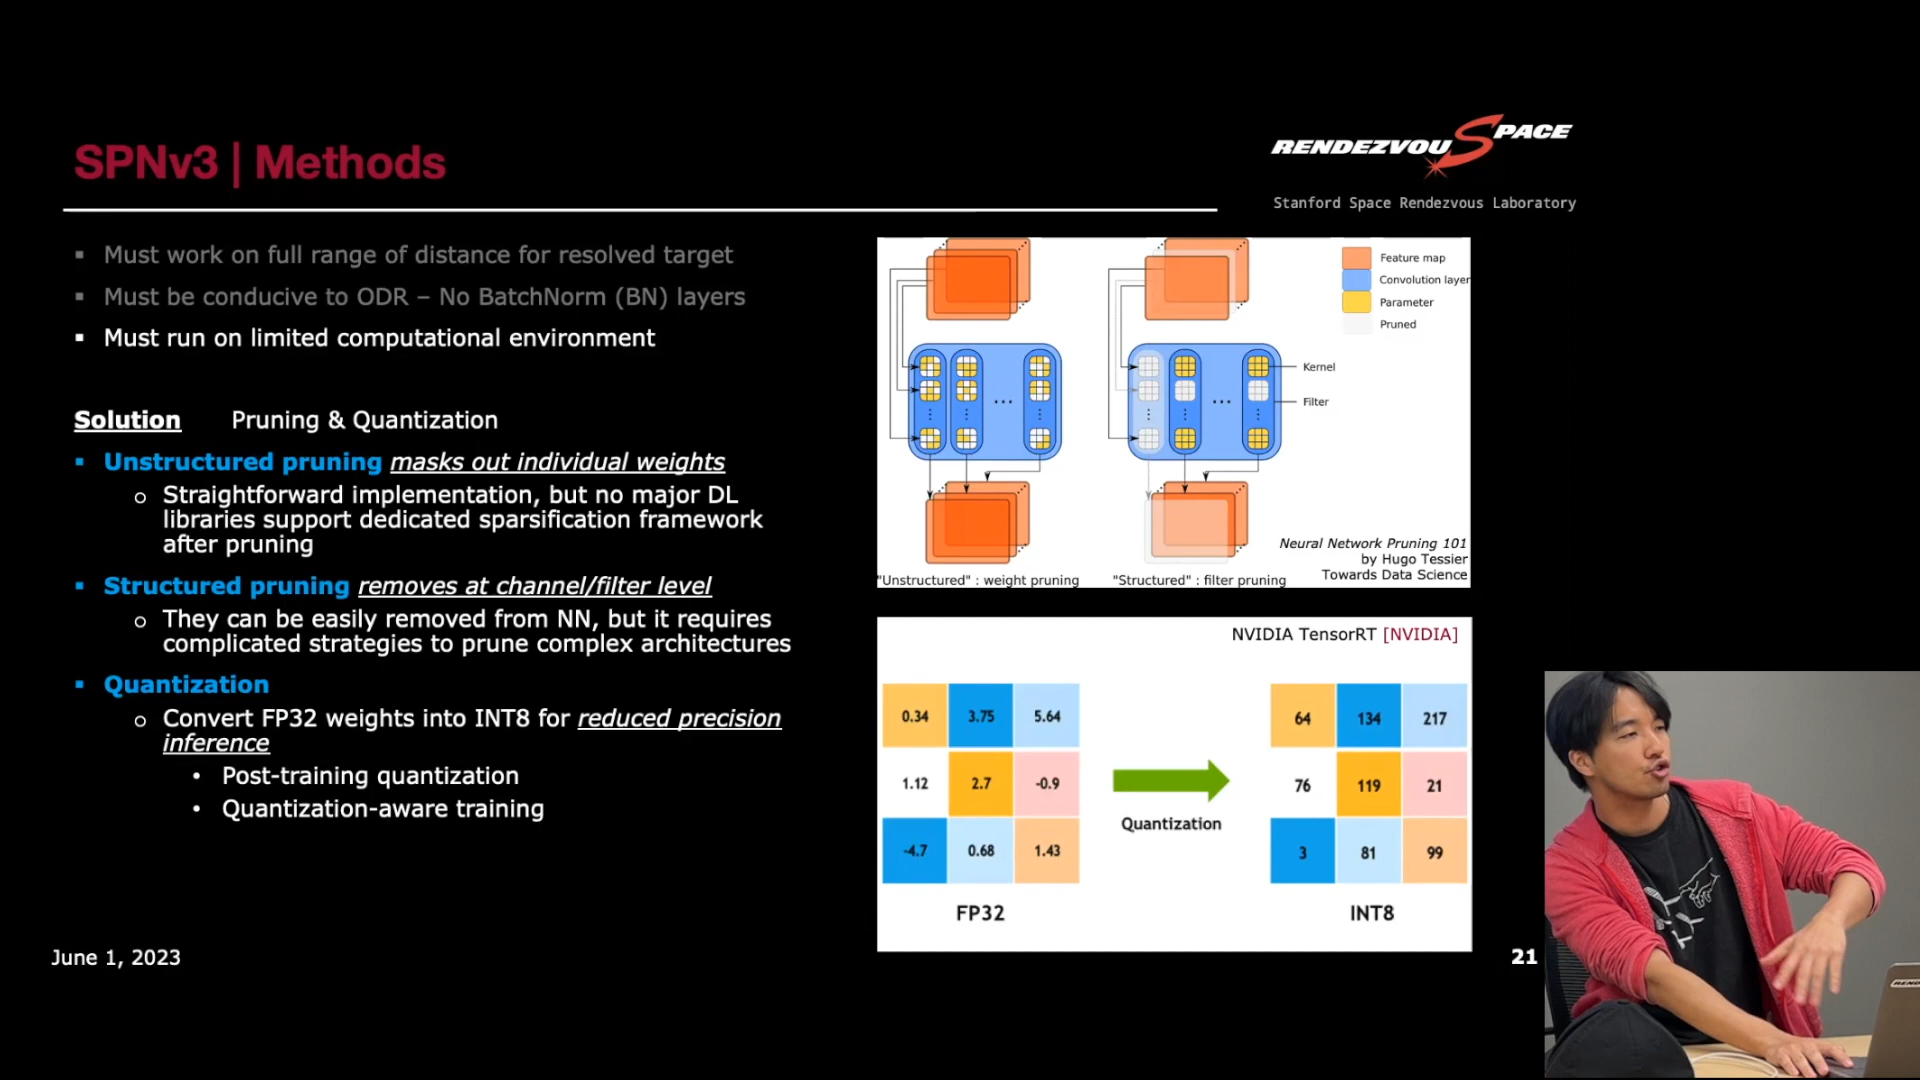 SPNv3 | Methods
RENDEZVOUSPACE
Stanford Space Rendezvous Laboratory
Must work on full range of distance for resolved target
Must be conducive to ODR – No BatchNorm (BN) layers
Must run on limited computational environment
Solution Pruning & Quantization
Unstructured pruning masks out individual weights
Straightforward implementation, but no major DL
libraries support dedicated sparsification framework
after pruning
Structured pruning removes at channel/filter level
They can be easily removed from NN, but it requires
complicated strategies to prune complex architectures
Quantization
Convert FP32 weights into INT8 for reduced precision
inference
Post-training quantization
Quantization-aware training
Feature map
Convolution layer
Parameter
Pruned
Kernel
Filter
Neural Network Pruning 101
by Hugo Tessier
Towards Data Science
"Unstructured" : weight pruning
"Structured" : filter pruning
NVIDIA TensorRT [NVIDIA]
0.34 3.75 5.64
1.12 2.7 -0.9
-4.7 0.68 1.43
FP32
Quantization
64 134 217
76 119 21
3 81 99
INT8
June 1, 2023
21